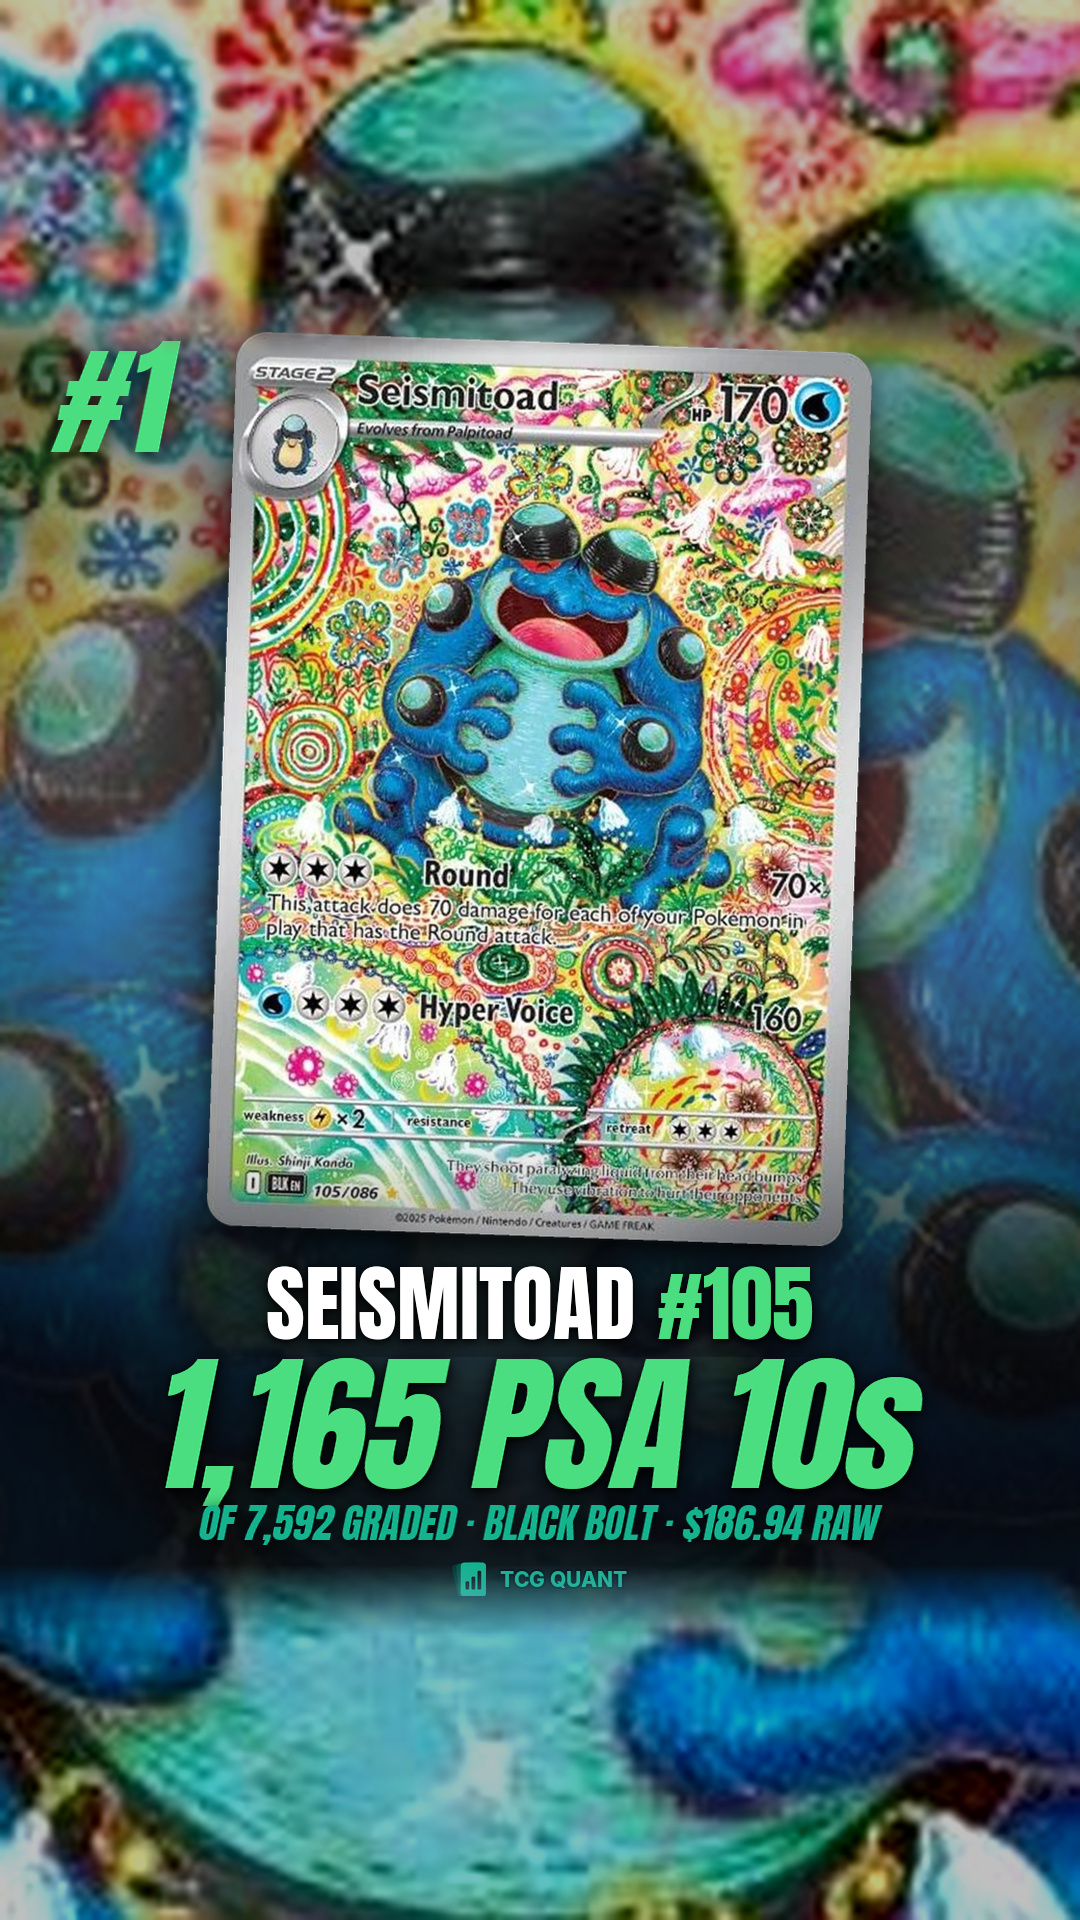 #1
STAGE2
Seismitoad
HP 170
Evolves from Palpitoad
Round
70×
This attack does 70 damage for each of your Pokémon in
play that has the Round attack.
Hyper Voice
160
weakness ×2 resistance retreat
Illus. Shinji Kanda
They shoot paralyzing liquid from their head bumps.
They use vibration to hurt their opponents.
I BLK EN 105/086
©2025 Pokémon / Nintendo / Creatures / GAME FREAK
SEISMITOAD #105
1,165 PSA 10s
OF 7,592 GRADED · BLACK BOLT · $186.94 RAW
TCG QUANT